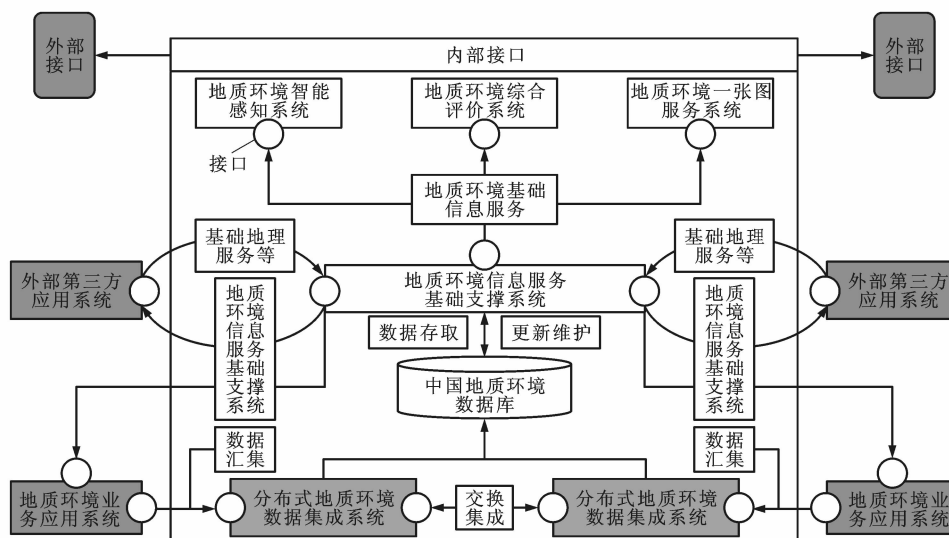 外部
接口
内部接口
外部
接口
地质环境智能
感知系统
地质环境综合
评价系统
地质环境一张图
服务系统
接口
地质环境基础
信息服务
基础地理
服务等
基础地理
服务等
外部第三方
应用系统
地质环境信息服务
基础支撑系统
外部第三方
应用系统
地质
环境
信息
服务
基础
支撑
系统
数据存取
更新维护
地质
环境
信息
服务
基础
支撑
系统
中国地质环境
数据库
数据
汇集
数据
汇集
地质环境业
务应用系统
分布式地质环境
数据集成系统
交换
集成
分布式地质环境
数据集成系统
地质环境业
务应用系统